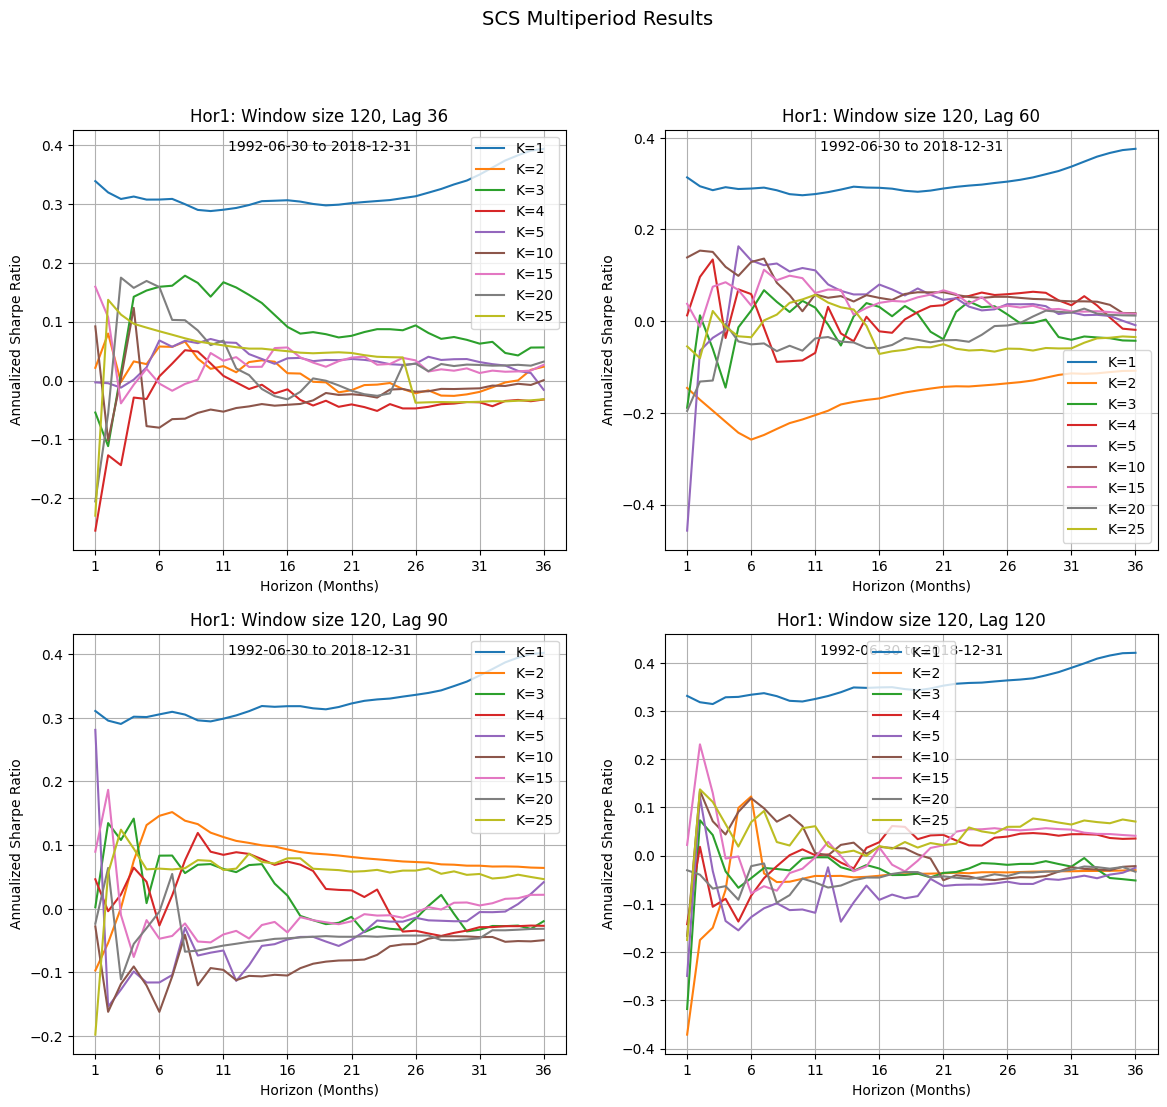 SCS Multiperiod Results
Hor1: Window size 120, Lag 36
1992-06-30 to 2018-12-31
Annualized Sharpe Ratio
0.4
0.3
0.2
0.1
0.0
−0.1
−0.2
K=1
K=2
K=3
K=4
K=5
K=10
K=15
K=20
K=25
1 6 11 16 21 26 31 36
Horizon (Months)
Hor1: Window size 120, Lag 60
1992-06-30 to 2018-12-31
Annualized Sharpe Ratio
0.4
0.2
0.0
−0.2
−0.4
K=1
K=2
K=3
K=4
K=5
K=10
K=15
K=20
K=25
1 6 11 16 21 26 31 36
Horizon (Months)
Hor1: Window size 120, Lag 90
1992-06-30 to 2018-12-31
Annualized Sharpe Ratio
0.4
0.3
0.2
0.1
0.0
−0.1
−0.2
K=1
K=2
K=3
K=4
K=5
K=10
K=15
K=20
K=25
1 6 11 16 21 26 31 36
Horizon (Months)
Hor1: Window size 120, Lag 120
1992-06-30 to 2018-12-31
Annualized Sharpe Ratio
0.4
0.3
0.2
0.1
0.0
−0.1
−0.2
−0.3
−0.4
K=1
K=2
K=3
K=4
K=5
K=10
K=15
K=20
K=25
1 6 11 16 21 26 31 36
Horizon (Months)